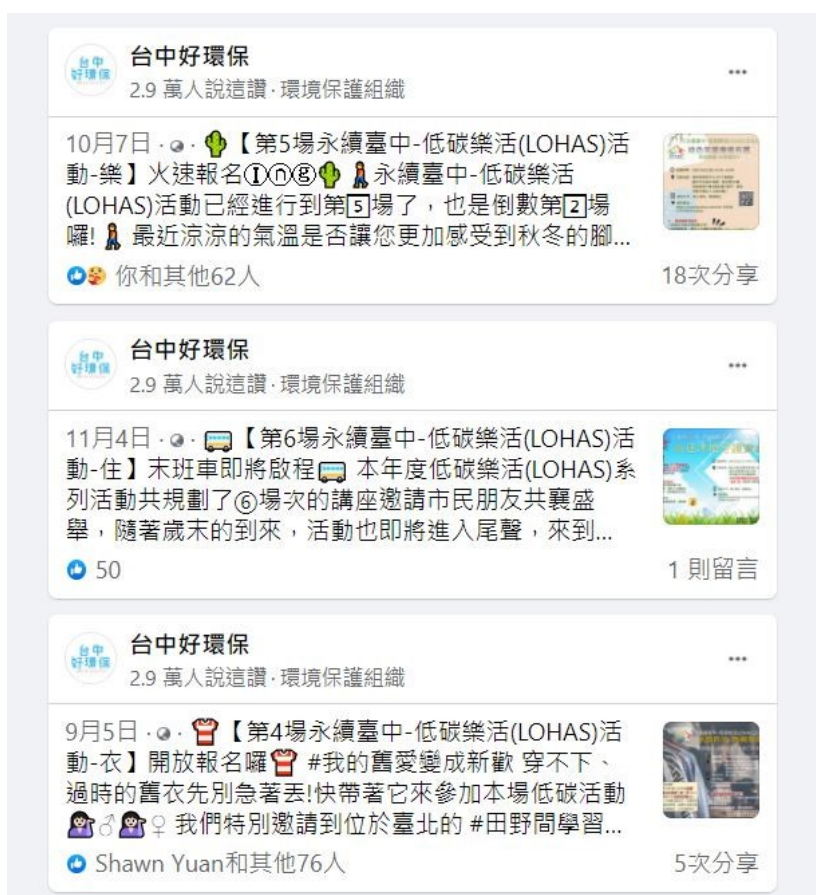 台中好環保
2.9 萬人說這讚 · 環境保護組織
10月7日 · 🌵【第5場永續臺中-低碳樂活(LOHAS)活
動-樂】火速報名Ⓘⓝⓖ🌵 🧍永續臺中-低碳樂活
(LOHAS)活動已經進行到第5️⃣場了，也是倒數第2️⃣場
囉! 🧍 最近涼涼的氣溫是否讓您更加感受到秋冬的腳...
你和其他62人
18次分享
台中好環保
2.9 萬人說這讚 · 環境保護組織
11月4日 · 🚌【第6場永續臺中-低碳樂活(LOHAS)活
動-住】末班車即將啟程🚌 本年度低碳樂活(LOHAS)系
列活動共規劃了⑥場次的講座邀請市民朋友共襄盛
舉，隨著歲末的到來，活動也即將進入尾聲，來到...
50
1 則留言
台中好環保
2.9 萬人說這讚 · 環境保護組織
9月5日 · 👕【第4場永續臺中-低碳樂活(LOHAS)活
動-衣】開放報名囉👕 #我的舊愛變成新歡 穿不下、
過時的舊衣先別急著丟!快帶著它來參加本場低碳活動
💁♂💁♀ 我們特別邀請到位於臺北的 #田野間學習...
Shawn Yuan和其他76人
5次分享